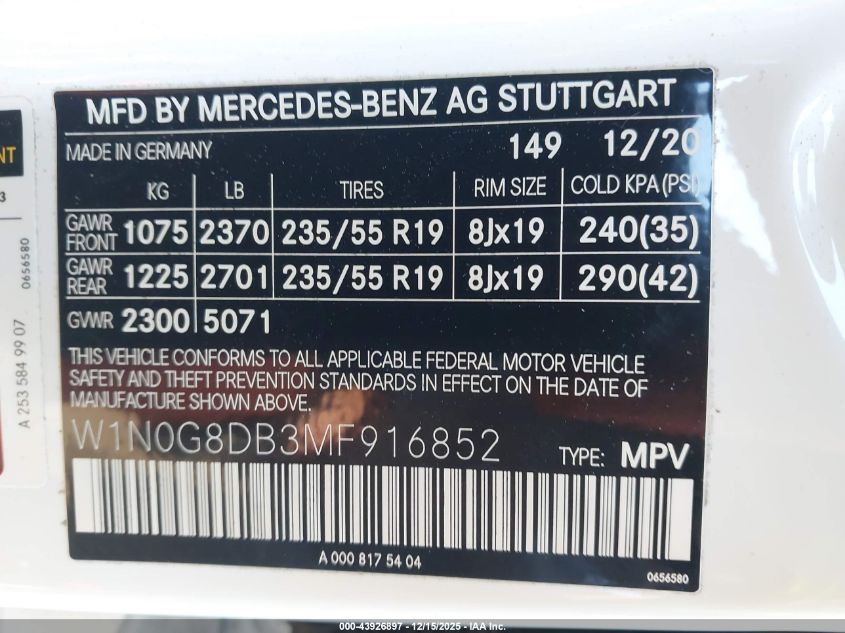 MFD BY MERCEDES-BENZ AG STUTTGART
MADE IN GERMANY 149 12/20
KG LB TIRES RIM SIZE COLD KPA (PSI)
GAWR FRONT 1075 2370 235/55 R19 8Jx19 240(35)
GAWR REAR 1225 2701 235/55 R19 8Jx19 290(42)
GVWR 2300 5071
THIS VEHICLE CONFORMS TO ALL APPLICABLE FEDERAL MOTOR VEHICLE
SAFETY AND THEFT PREVENTION STANDARDS IN EFFECT ON THE DATE OF
MANUFACTURE SHOWN ABOVE.
W1N0G8DB3MF916852 TYPE: MPV
A 000 817 54 04
0656580
0656580
A 253 584 99 07
000-43926897 - 12/15/2025 - IAA Inc.